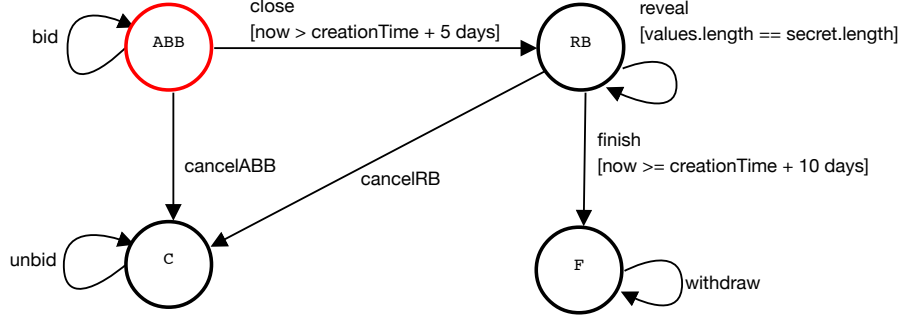 close
[now > creationTime + 5 days]
reveal
[values.length == secret.length]
bid
ABB
RB
finish
[now >= creationTime + 10 days]
cancelABB
cancelRB
unbid
C
F
withdraw